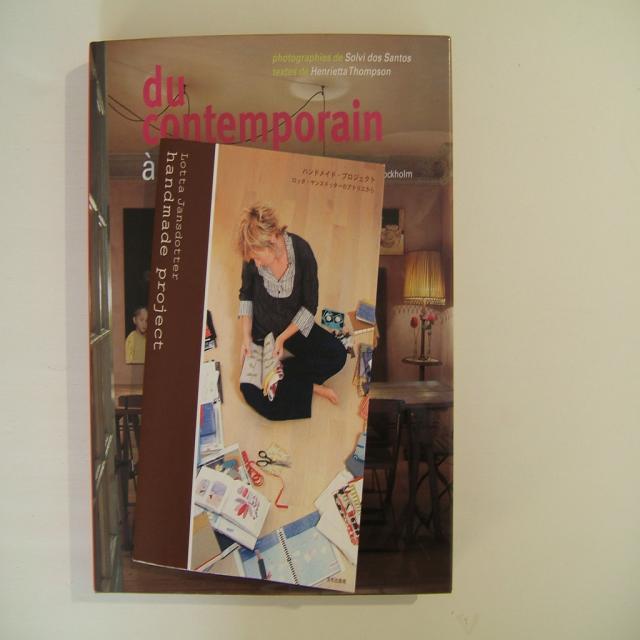 photographies de Solvi dos Santos
textes de Henrietta Thompson
du
contemporain
à
ockholm
Lotta Jansdotter
handmade project
ハンドメイド・プロジェクト
ロッタ・ヤンスドッターのアトリエから